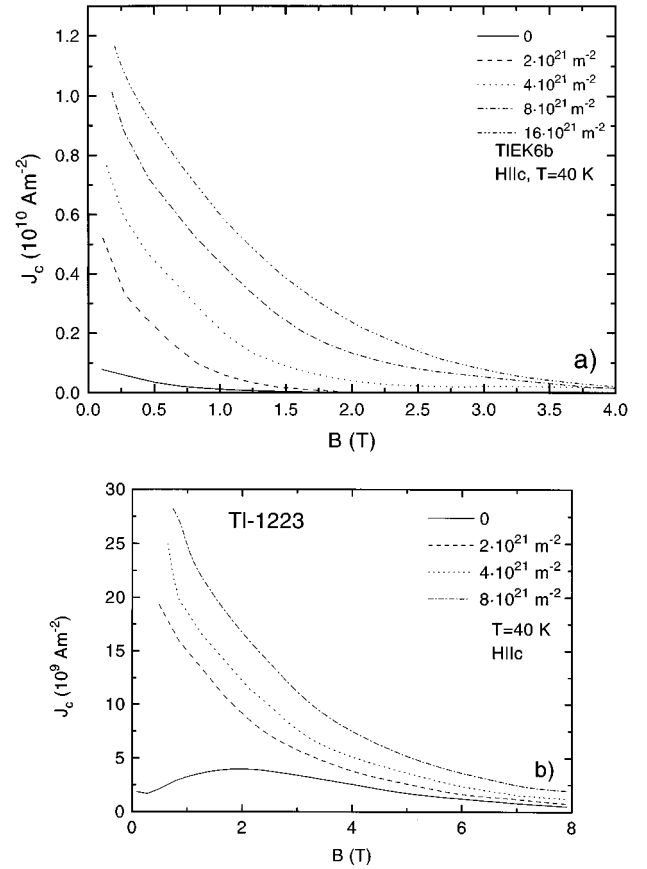 1.2
1.0
0.8
0.6
0.4
0.2
0.0
J_c (10^10 Am^-2)
0
2·10^21 m^-2
4·10^21 m^-2
8·10^21 m^-2
16·10^21 m^-2
TlEK6b
HIIc, T=40 K
a)
0.0 0.5 1.0 1.5 2.0 2.5 3.0 3.5 4.0
B (T)
30
25
20
15
10
5
0
J_c (10^9 Am^-2)
Tl-1223
0
2·10^21 m^-2
4·10^21 m^-2
8·10^21 m^-2
T=40 K
HIIc
b)
0 2 4 6 8
B (T)